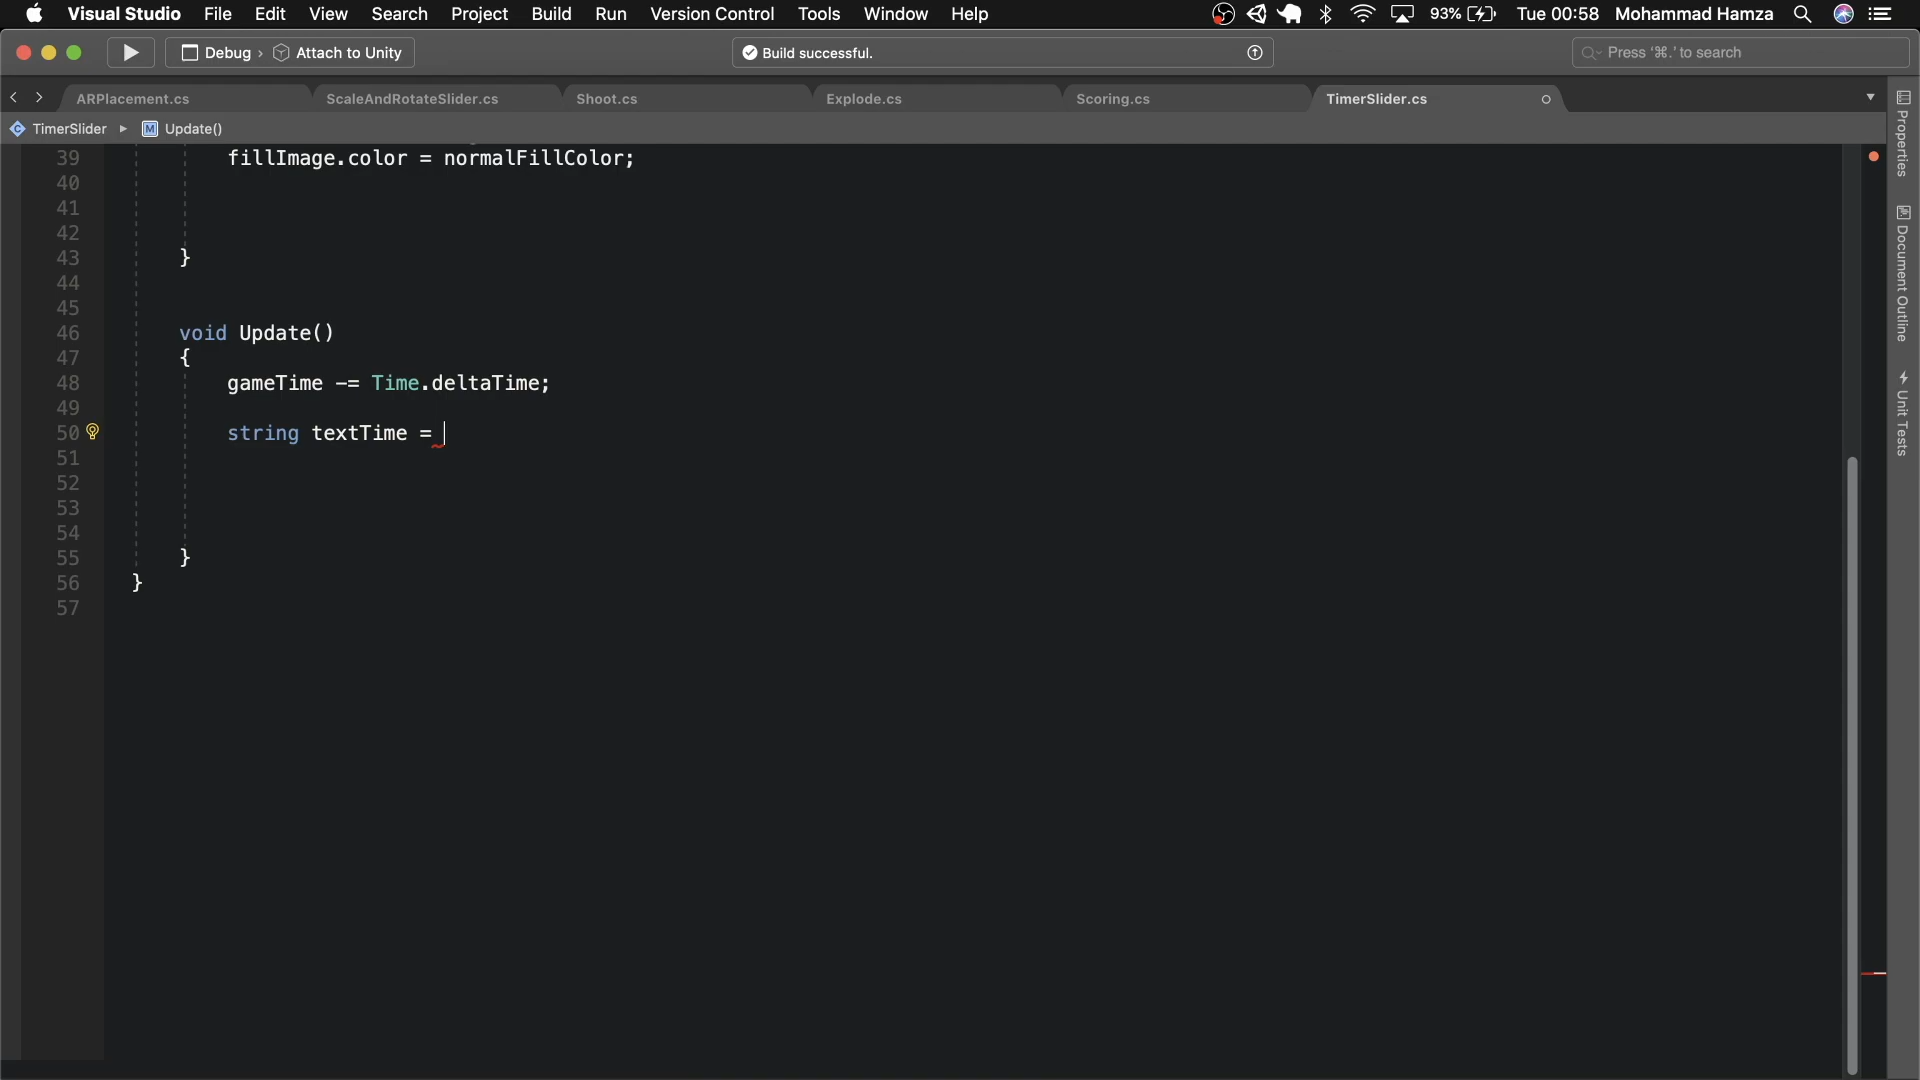 Visual Studio File Edit View Search Project Build Run Version Control Tools Window Help 93% Tue 00:58 Mohammad Hamza
Debug › Attach to Unity Build successful. Press '⌘.' to search
ARPlacement.cs ScaleAndRotateSlider.cs Shoot.cs Explode.cs Scoring.cs TimerSlider.cs
TimerSlider ▸ M Update()
39 fillImage.color = normalFillColor;
40
41
42
43 }
44
45
46 void Update()
47 {
48 gameTime -= Time.deltaTime;
49
50 string textTime =
51
52
53
54
55 }
56 }
57
Properties
Document Outline
Unit Tests